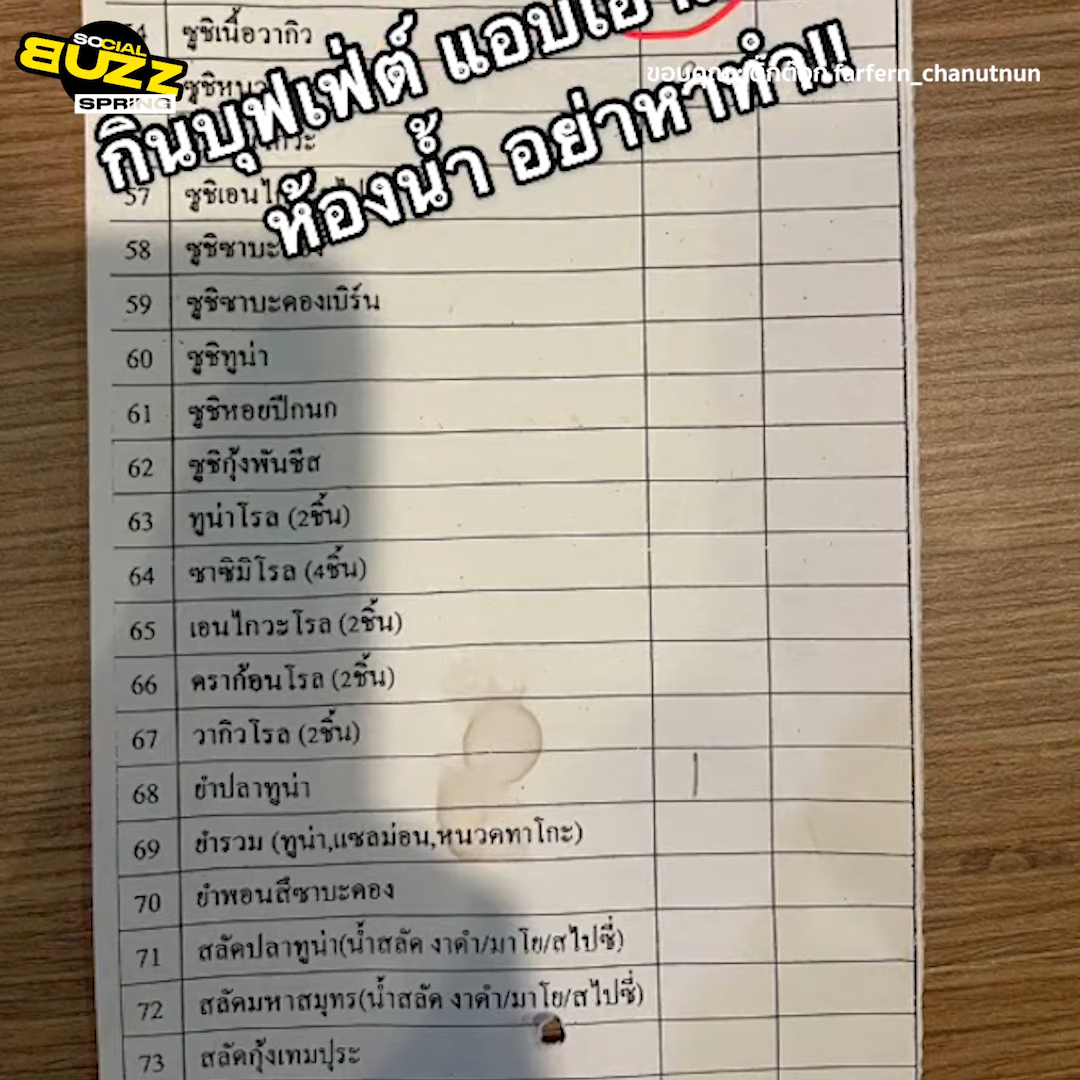 SOCIAL
BUZZ
SPRING
farfern_chanutnun
กินบุฟเฟ่ต์ แอบเอา
ห้องน้ำ อย่าหาทำ!!
ซูชิเนื้อวากิว
57 ซูชิเอนไก
58 ซูชิซาบะดอง
59 ซูชิซาบะดองเบิร์น
60 ซูชิทูน่า
61 ซูชิหอยปีกนก
62 ซูชิกุ้งพันชีส
63 ทูน่าโรล (2ชิ้น)
64 ซาซิมิโรล (4ชิ้น)
65 เอนไกวะโรล (2ชิ้น)
66 ดราก้อนโรล (2ชิ้น)
67 วากิวโรล (2ชิ้น)
68 ยำปลาทูน่า 1
69 ยำรวม (ทูน่า,แซลม่อน,หนวดทาโกะ)
70 ยำพอนสึซาบะดอง
71 สลัดปลาทูน่า(น้ำสลัด งาดำ/มาโย/สไปซี่)
72 สลัดมหาสมุทร(น้ำสลัด งาดำ/มาโย/สไปซี่)
73 สลัดกุ้งเทมปุระ